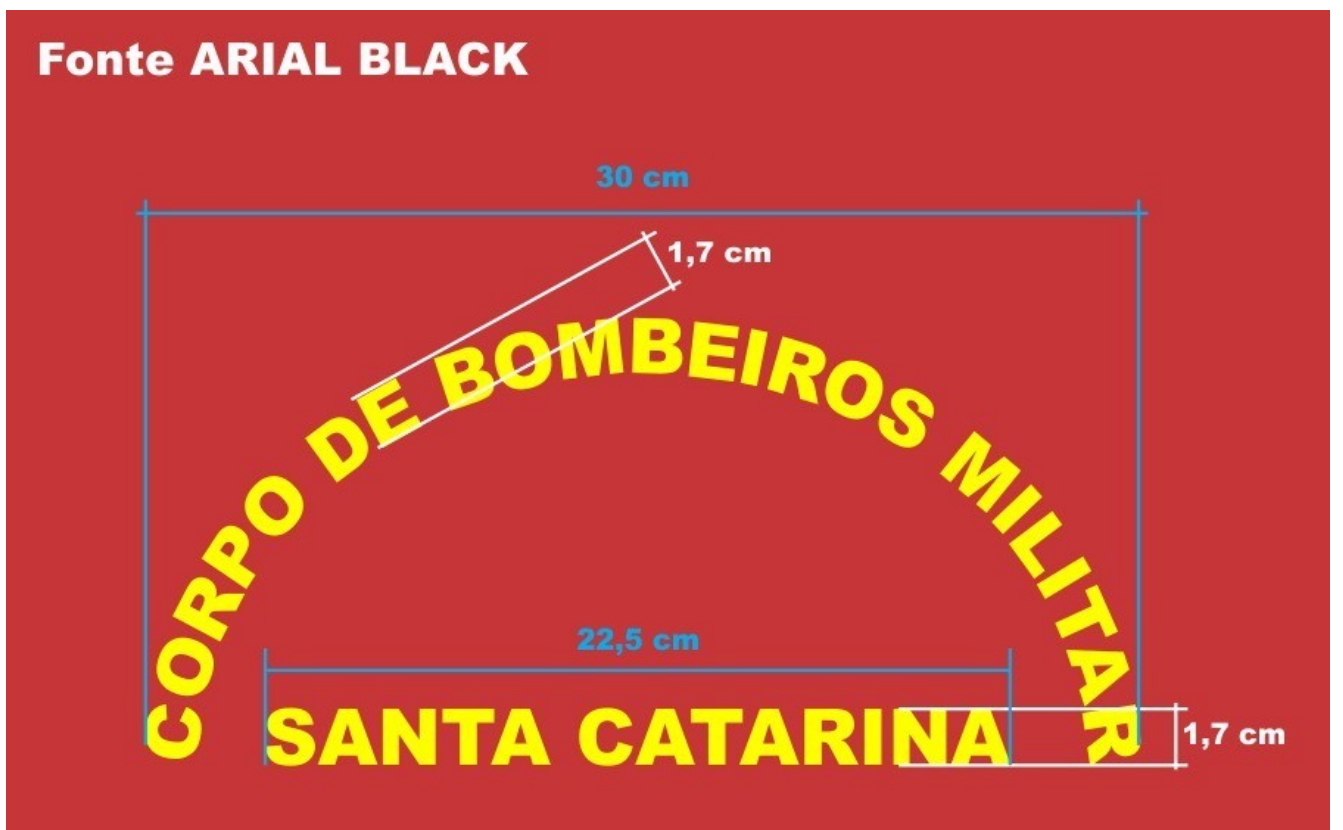 Fonte ARIAL BLACK
30 cm
1,7 cm
CORPO DE BOMBEIROS MILITAR
22,5 cm
SANTA CATARINA
1,7 cm